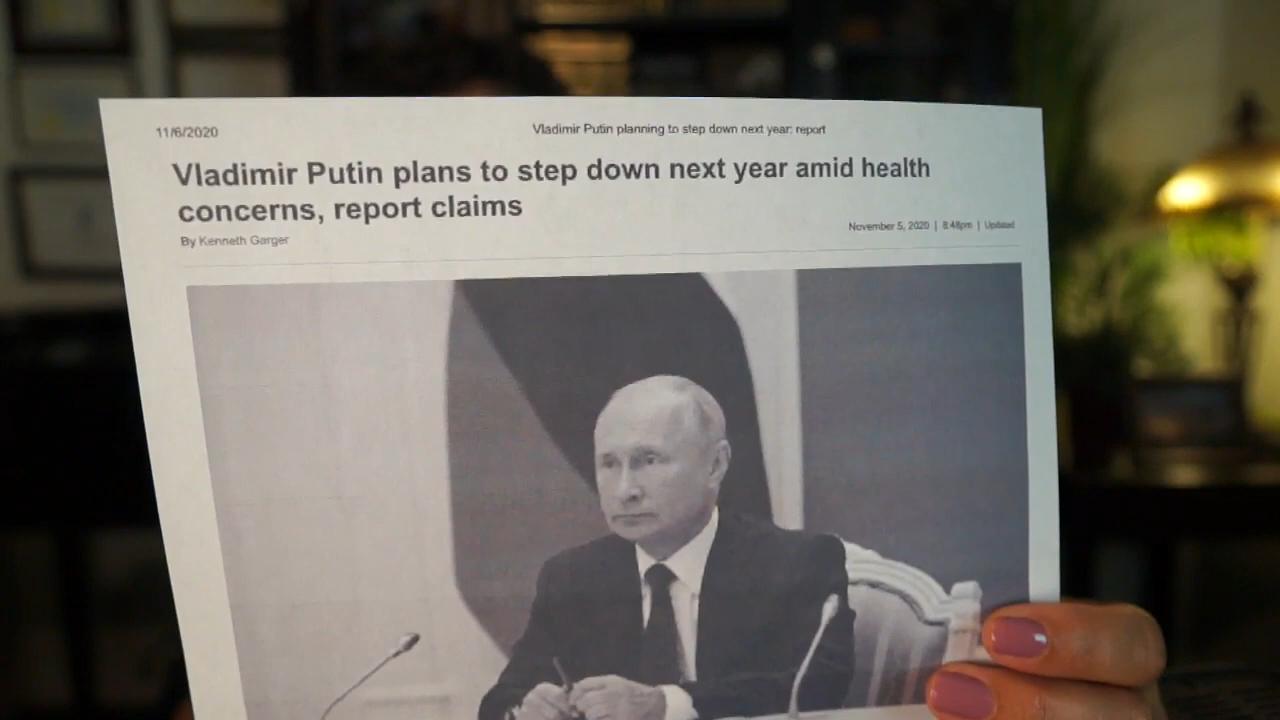 11/6/2020 Vladimir Putin planning to step down next year: report
Vladimir Putin plans to step down next year amid health
concerns, report claims
By Kenneth Garger
November 5, 2020 | 8:48pm | Updated